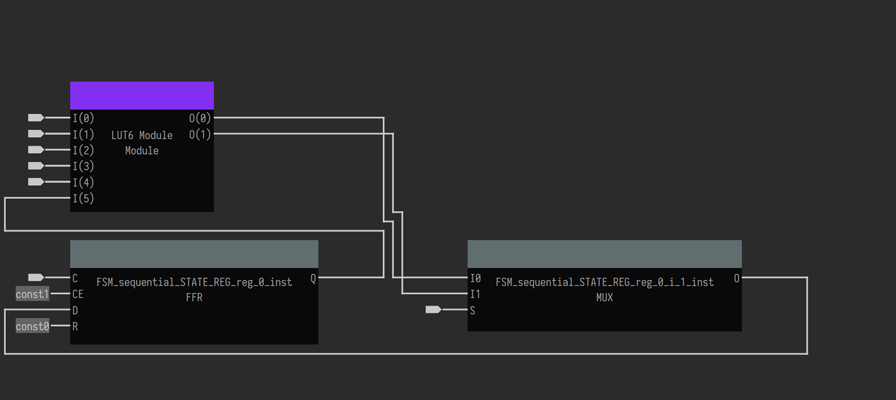 I(0) O(0)
I(1) LUT6 Module O(1)
I(2) Module
I(3)
I(4)
I(5)
C FSM_sequential_STATE_REG_reg_0_inst Q
const1 CE FFR
D
const0 R
I0 FSM_sequential_STATE_REG_reg_0_i_1_inst O
I1 MUX
S